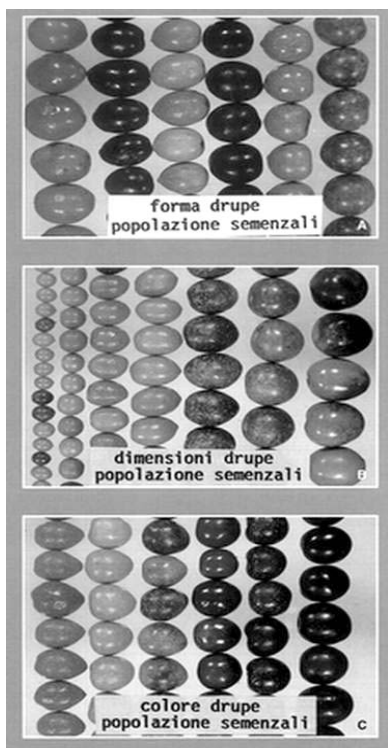 forma drupe
popolazione semenzali
A
dimensioni drupe
popolazione semenzali
B
colore drupe
popolazione semenzali
C